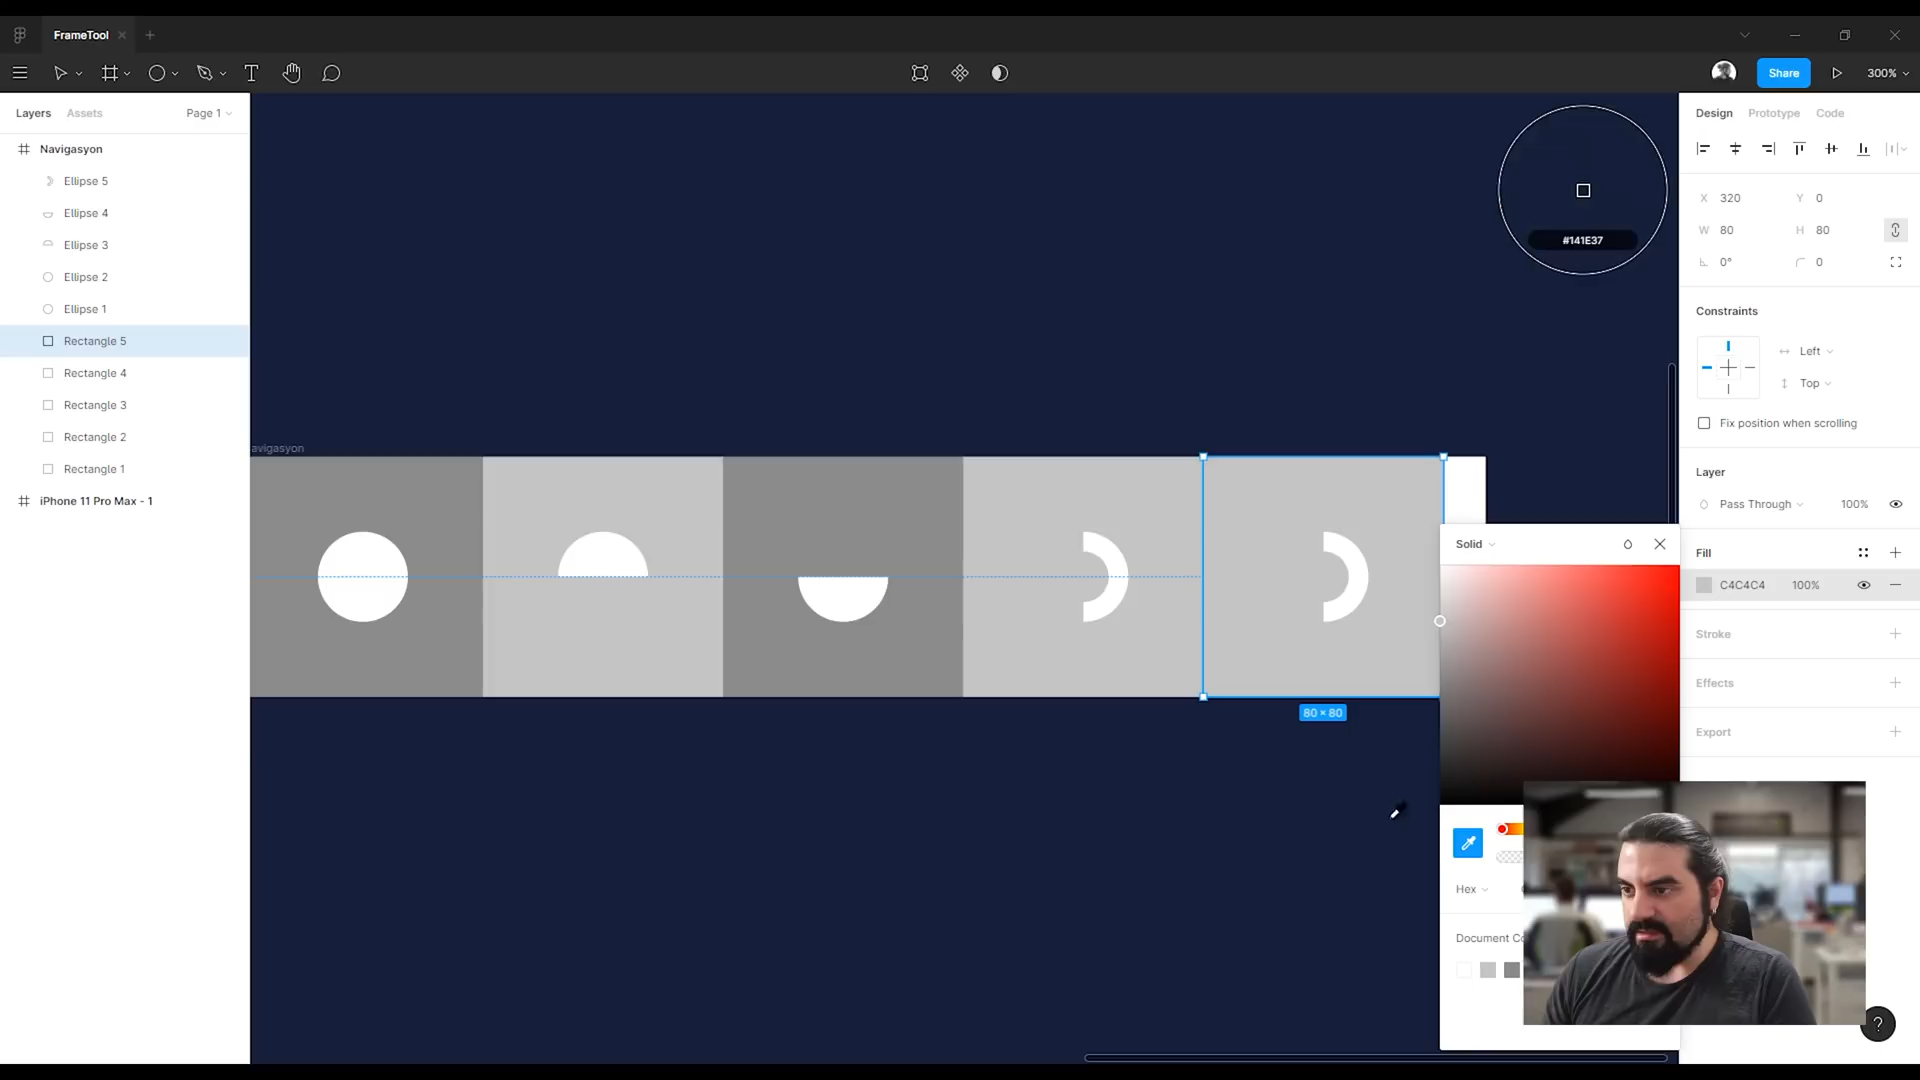 FrameTool
Share
300%
Layers
Assets
Page 1
Design
Prototype
Code
Navigasyon
Ellipse 5
Ellipse 4
Ellipse 3
Ellipse 2
Ellipse 1
Rectangle 5
Rectangle 4
Rectangle 3
Rectangle 2
Rectangle 1
iPhone 11 Pro Max - 1
#141E37
avigasyon
80 × 80
X 320 Y 0
W 80 H 80
0° 0
Constraints
Left
Top
Fix position when scrolling
Layer
Pass Through 100%
Fill
C4C4C4 100%
Stroke
Effects
Export
Solid
Hex
Document Co
?